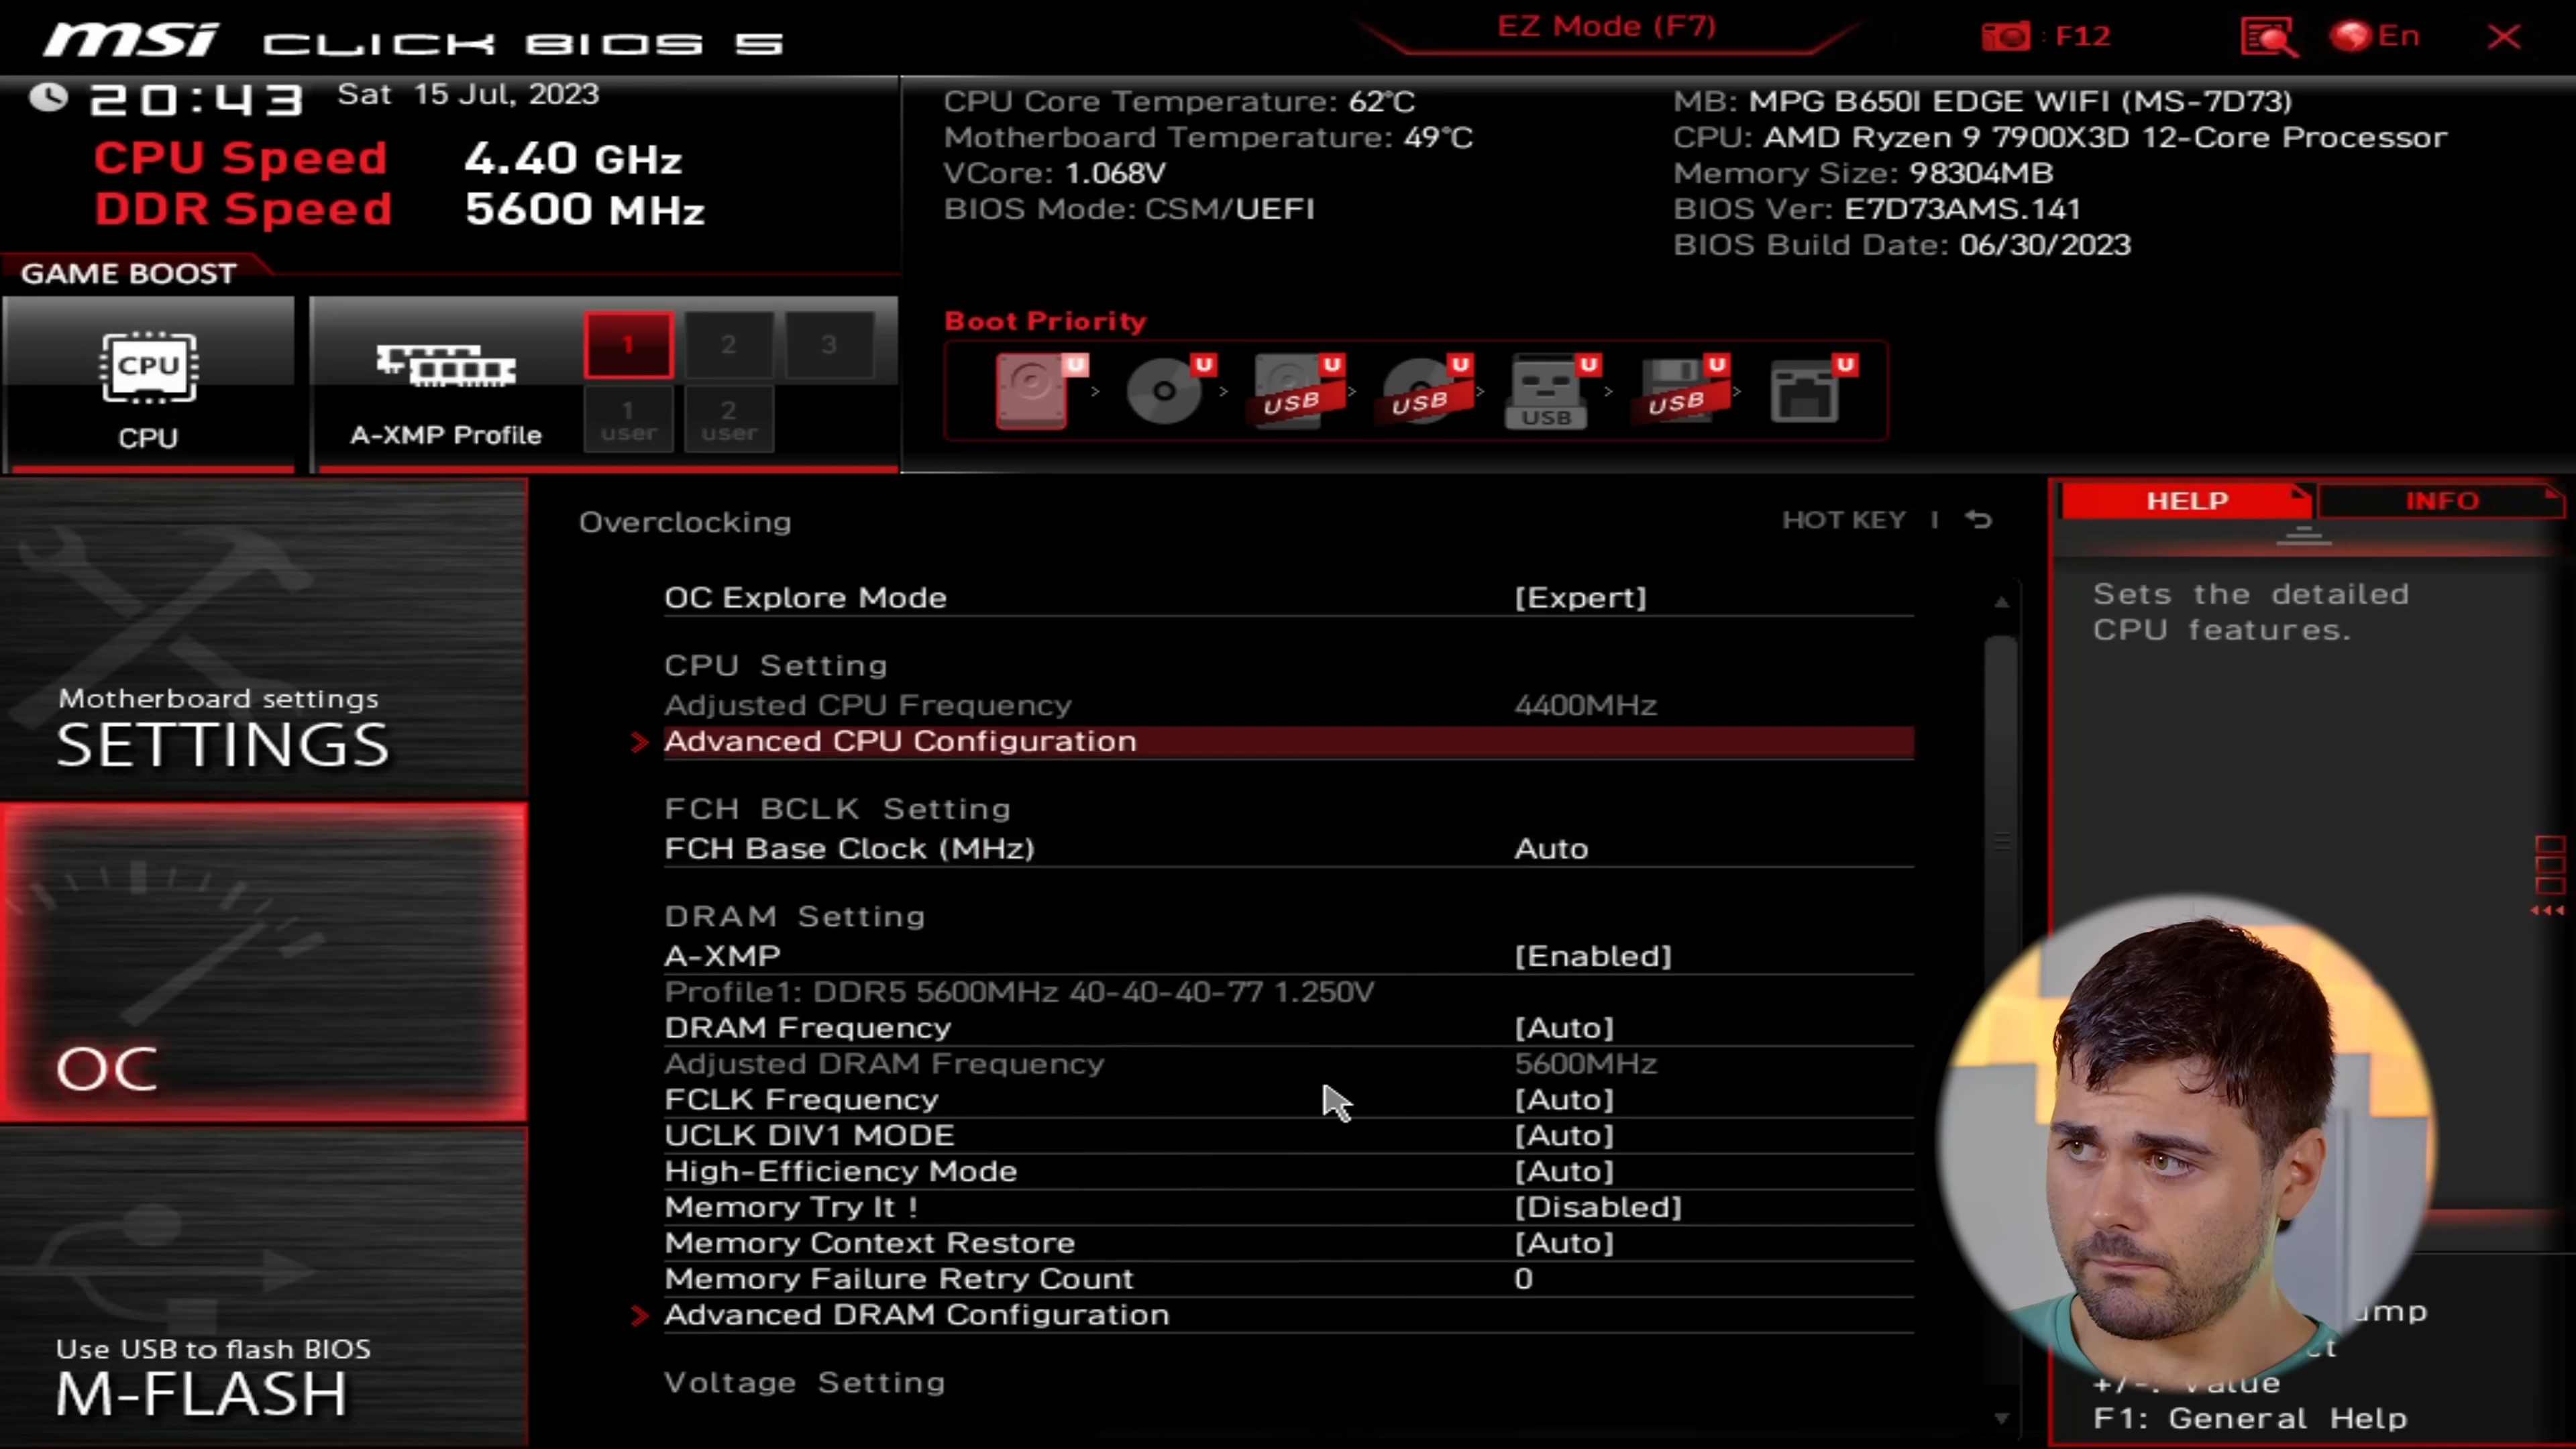 msi CLICK BIOS 5
EZ Mode (F7)
: F12
En
20:43 Sat 15 Jul, 2023
CPU Speed 4.40 GHz
DDR Speed 5600 MHz
CPU Core Temperature: 62°C
Motherboard Temperature: 49°C
VCore: 1.068V
BIOS Mode: CSM/UEFI
MB: MPG B650I EDGE WIFI (MS-7D73)
CPU: AMD Ryzen 9 7900X3D 12-Core Processor
Memory Size: 98304MB
BIOS Ver: E7D73AMS.141
BIOS Build Date: 06/30/2023
GAME BOOST
CPU
CPU
A-XMP Profile
1 2 3
1 user
2 user
Boot Priority
U U U U U U U
USB USB USB USB
Motherboard settings
SETTINGS
OC
Use USB to flash BIOS
M-FLASH
Overclocking
HOT KEY |
OC Explore Mode [Expert]
CPU Setting
Adjusted CPU Frequency 4400MHz
Advanced CPU Configuration
FCH BCLK Setting
FCH Base Clock (MHz) Auto
DRAM Setting
A-XMP [Enabled]
Profile1: DDR5 5600MHz 40-40-40-77 1.250V
DRAM Frequency [Auto]
Adjusted DRAM Frequency 5600MHz
FCLK Frequency [Auto]
UCLK DIV1 MODE [Auto]
High-Efficiency Mode [Auto]
Memory Try It ! [Disabled]
Memory Context Restore [Auto]
Memory Failure Retry Count 0
Advanced DRAM Configuration
Voltage Setting
HELP
INFO
Sets the detailed
CPU features.
+/-: Value
F1: General Help